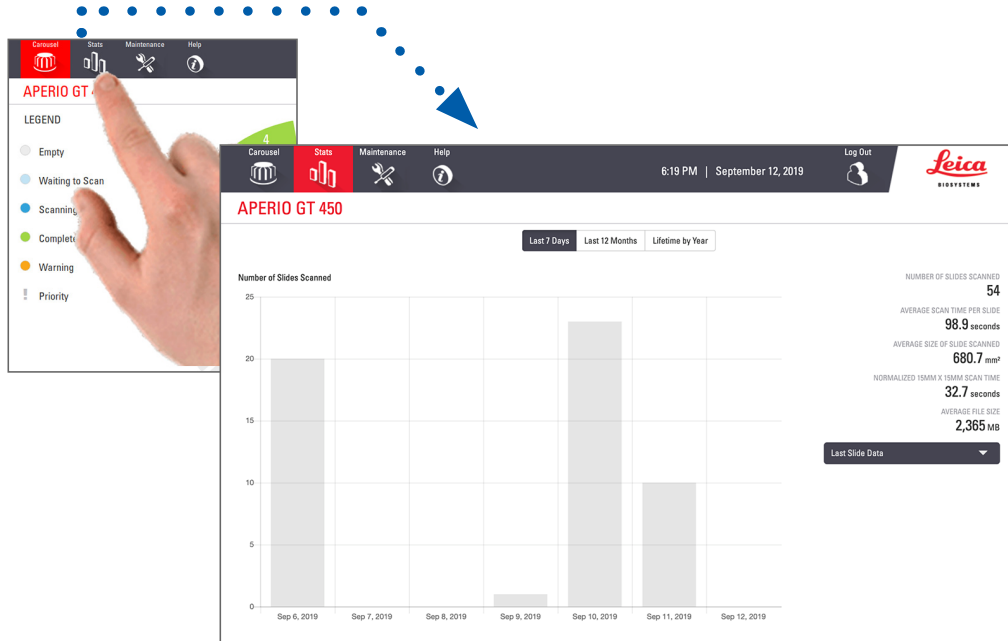 Carousel
Stats
Maintenance
Help
APERIO GT
LEGEND
Empty
Waiting to Scan
Scanning
Complete
Warning
Priority
4
Carousel
Stats
Maintenance
Help
6:19 PM | September 12, 2019
Log Out
Leica
BIOSYSTEMS
APERIO GT 450
Last 7 Days
Last 12 Months
Lifetime by Year
Number of Slides Scanned
25
20
15
10
5
0
Sep 6, 2019
Sep 7, 2019
Sep 8, 2019
Sep 9, 2019
Sep 10, 2019
Sep 11, 2019
Sep 12, 2019
NUMBER OF SLIDES SCANNED
54
AVERAGE SCAN TIME PER SLIDE
98.9 seconds
AVERAGE SIZE OF SLIDE SCANNED
680.7 mm²
NORMALIZED 15MM X 15MM SCAN TIME
32.7 seconds
AVERAGE FILE SIZE
2,365 MB
Last Slide Data